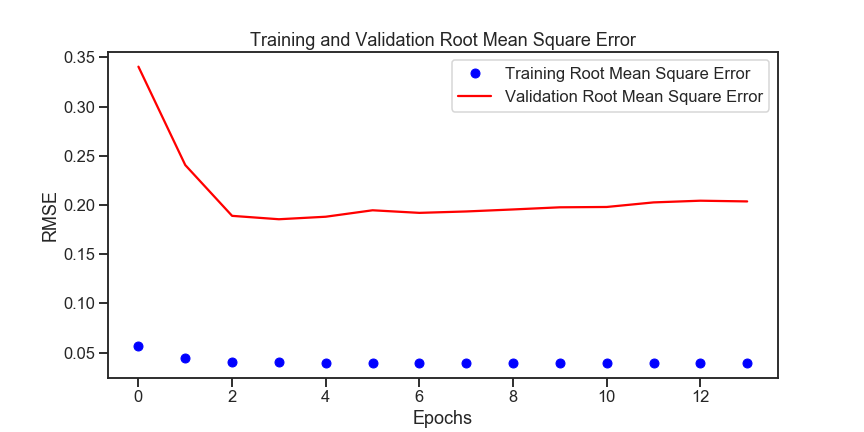 Training and Validation Root Mean Square Error
Training Root Mean Square Error
Validation Root Mean Square Error
RMSE
0.35
0.30
0.25
0.20
0.15
0.10
0.05
0 2 4 6 8 10 12
Epochs